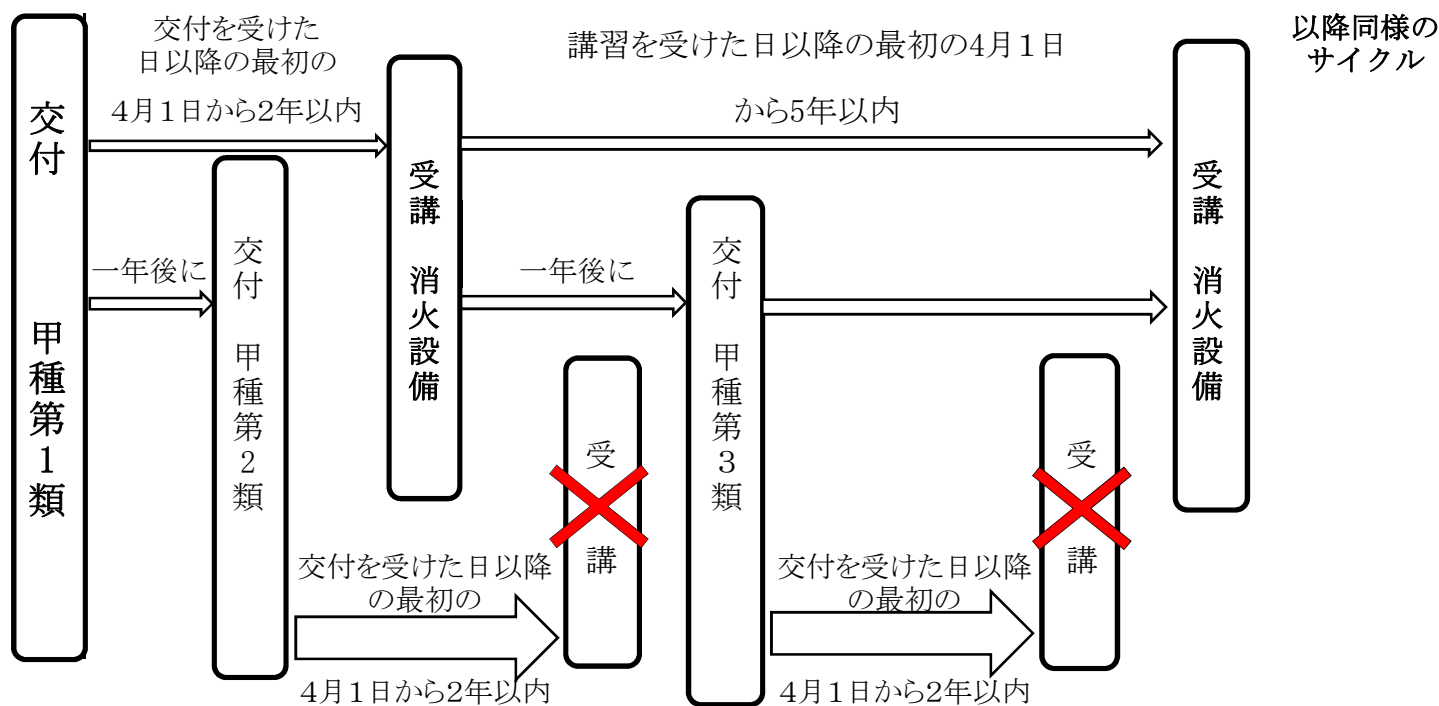 交付を受けた
日以降の最初の
4月1日から2年以内
講習を受けた日以降の最初の4月1日
から5年以内
以降同様の
サイクル
交付 甲種第1類
一年後に
交付 甲種第2類
受講 消火設備
一年後に
交付 甲種第3類
受講 消火設備
受講
受講
交付を受けた日以降
の最初の
4月1日から2年以内
交付を受けた日以降
の最初の
4月1日から2年以内